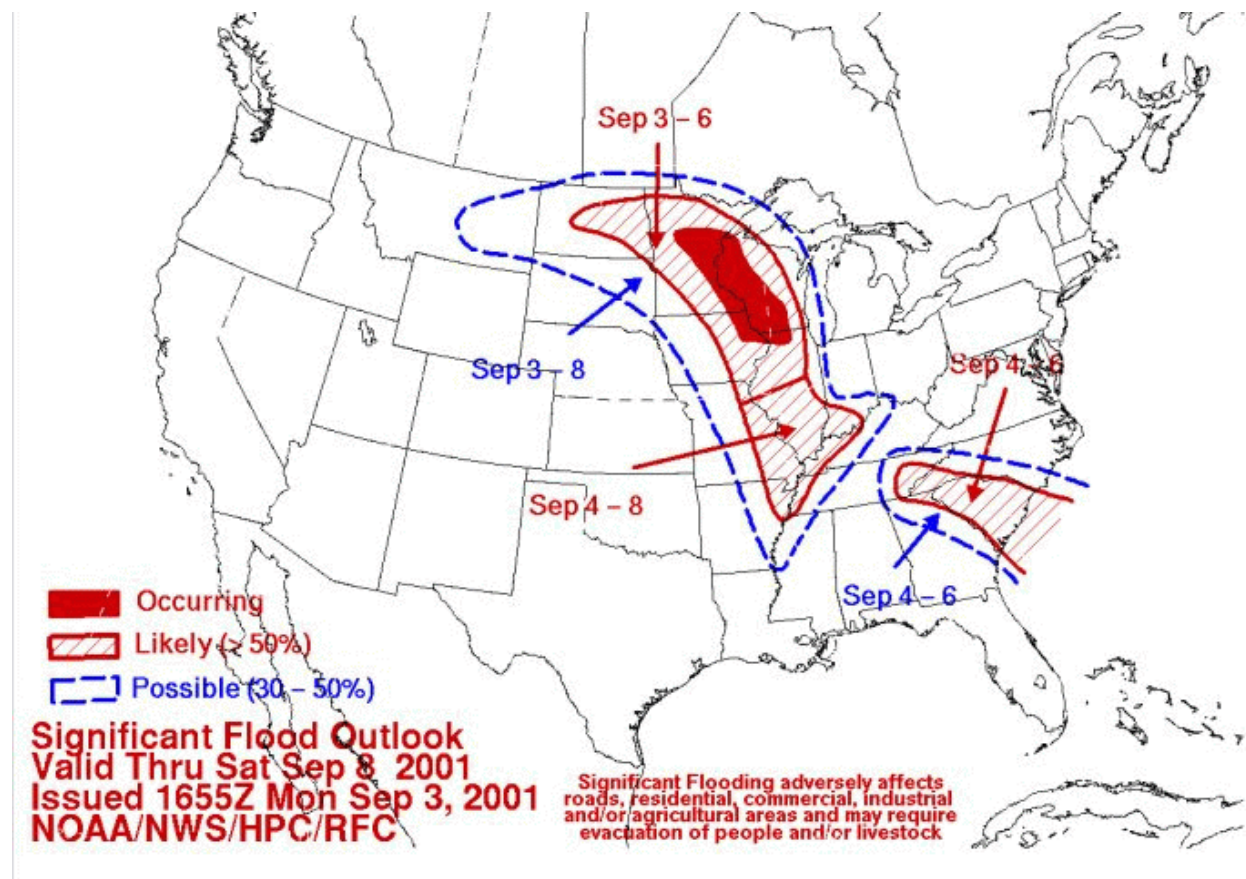 Sep 3 – 6
Sep 3 – 8
Sep 4 – 6
Sep 4 – 8
Sep 4 – 6
Occurring
Likely (> 50%)
Possible (30 – 50%)
Significant Flood Outlook
Valid Thru Sat Sep 8, 2001
Issued 1655Z Mon Sep 3, 2001
NOAA/NWS/HPC/RFC
Significant Flooding adversely affects
roads, residential, commercial, industrial
and/or agricultural areas and may require
evacuation of people and/or livestock